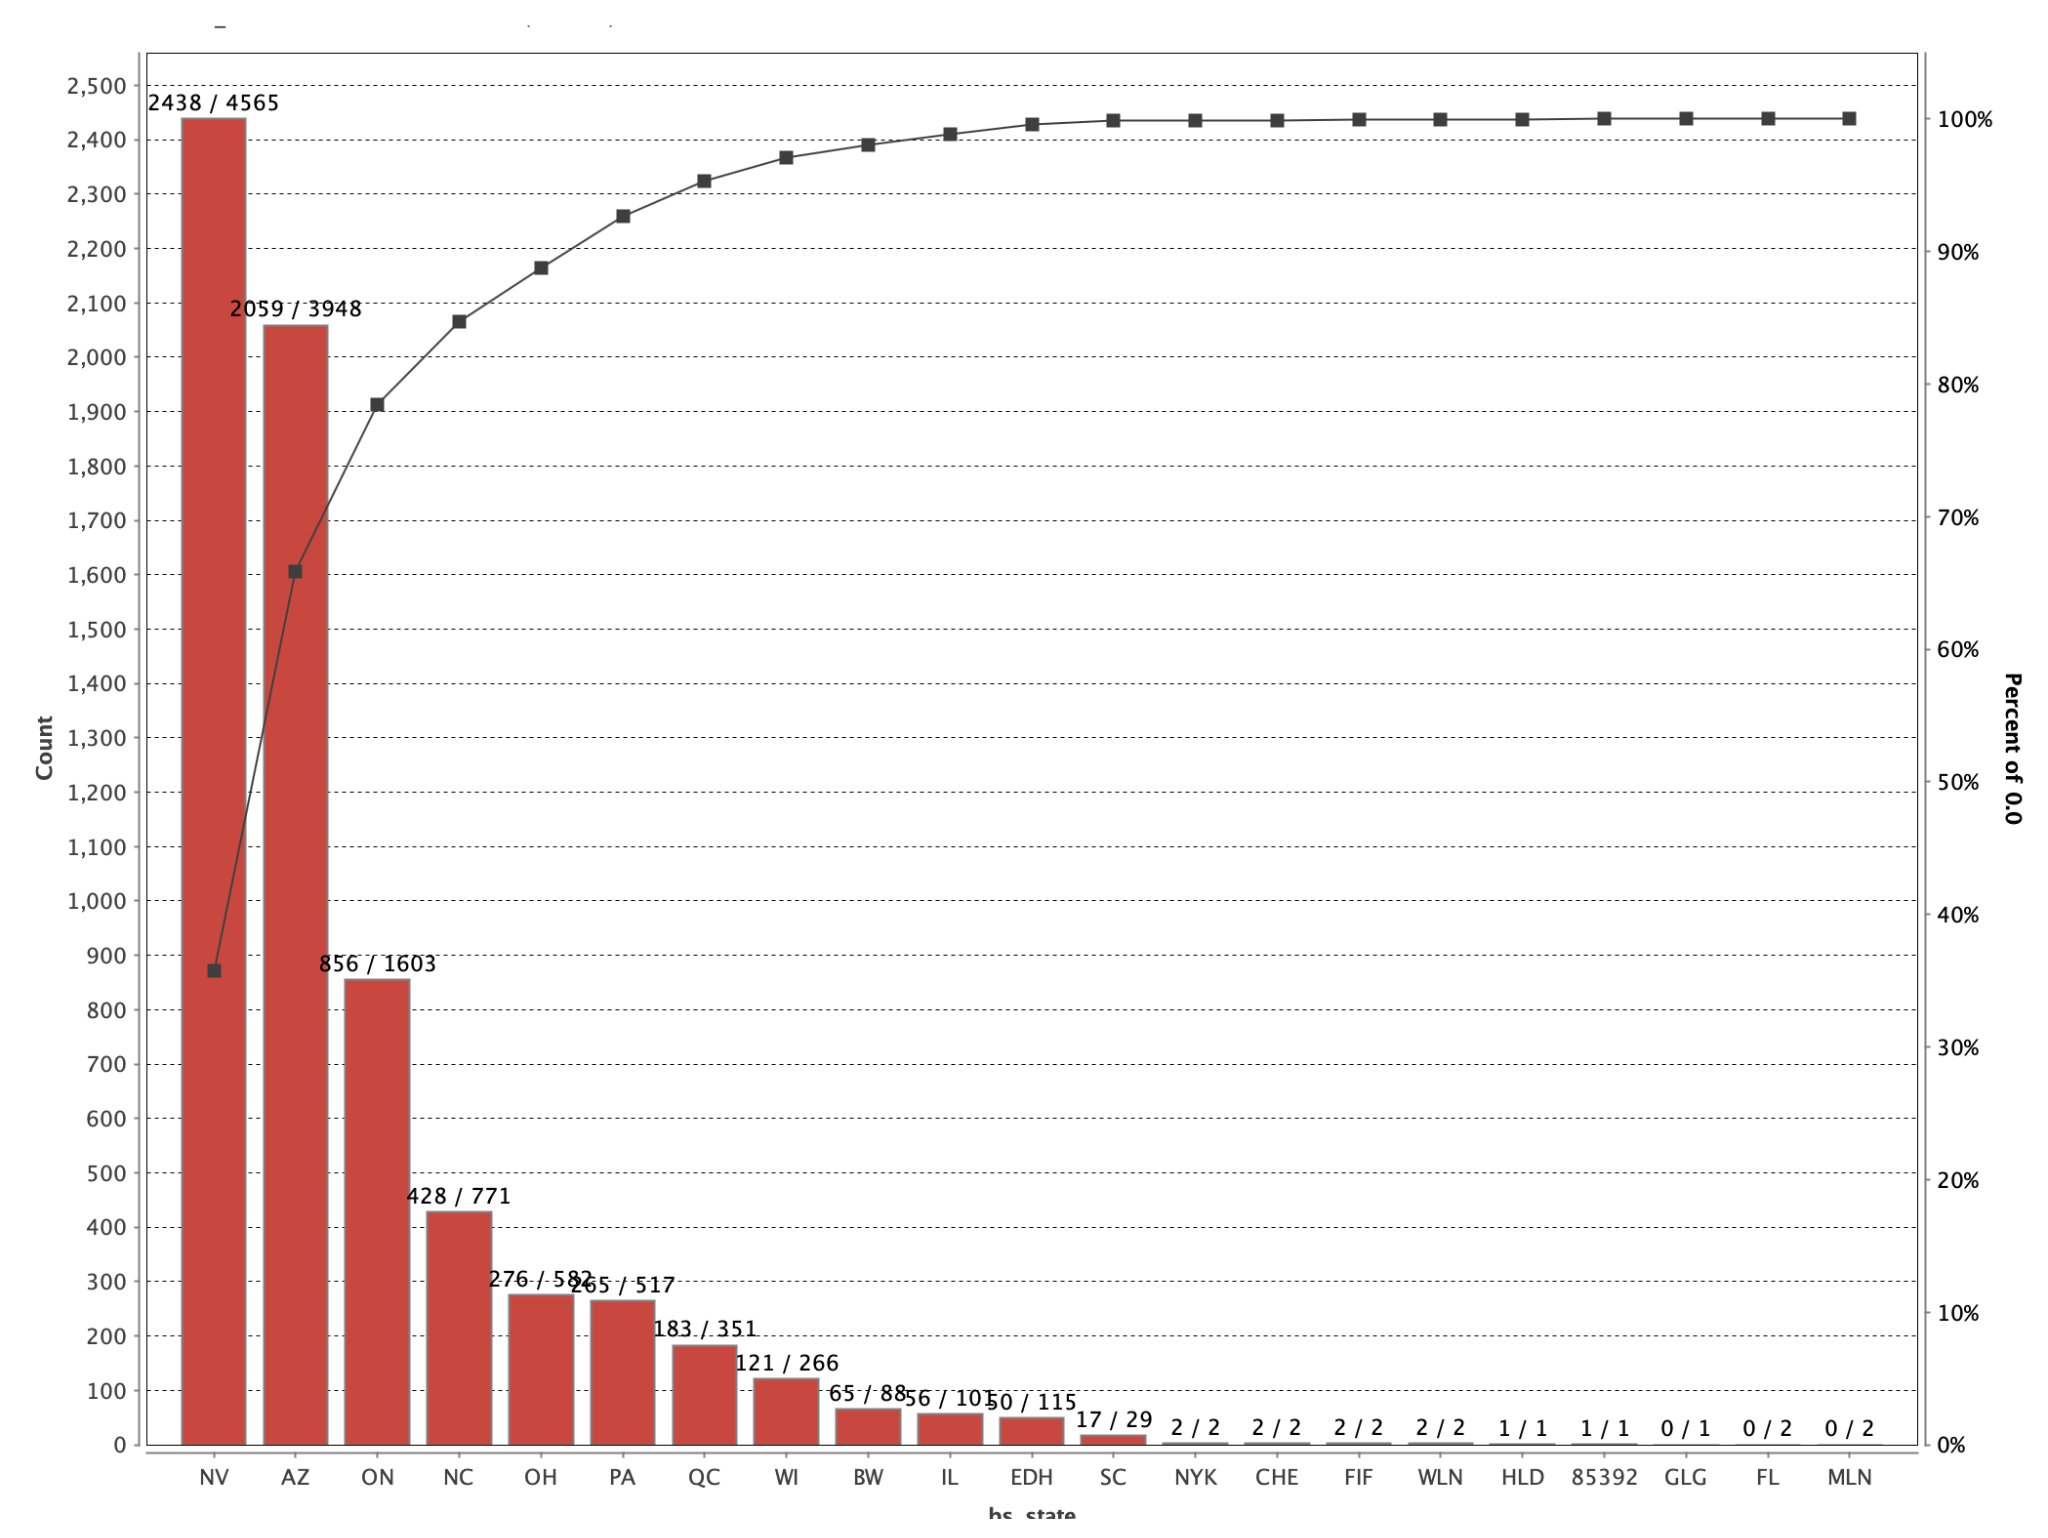 2,500
2,400
2,300
2,200
2,100
2,000
1,900
1,800
1,700
1,600
1,500
1,400
1,300
1,200
1,100
1,000
900
800
700
600
500
400
300
200
100
0
Count
2438 / 4565
2059 / 3948
856 / 1603
428 / 771
276 / 582
265 / 517
183 / 351
121 / 266
65 / 88
56 / 101
50 / 115
17 / 29
2 / 2
2 / 2
2 / 2
2 / 2
1 / 1
1 / 1
0 / 1
0 / 2
0 / 2
100%
90%
80%
70%
60%
50%
40%
30%
20%
10%
0%
Percent of 0.0
NV AZ ON NC OH PA QC WI BW IL EDH SC NYK CHE FIF WLN HLD 85392 GLG FL MLN
bs_state